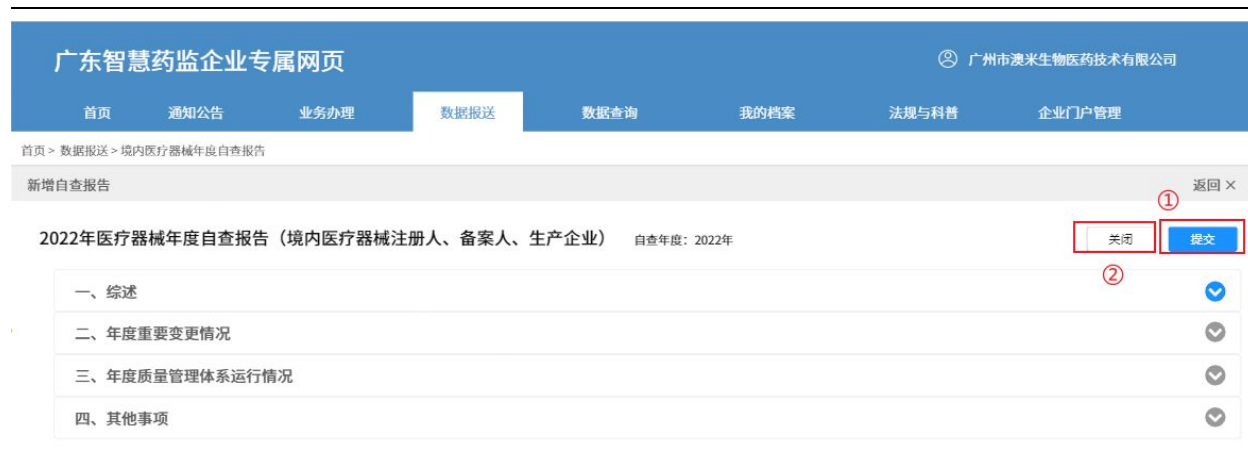 广东智慧药监企业专属网页 广州市澳米生物医药技术有限公司
首页 通知公告 业务办理 数据报送 数据查询 我的档案 法规与科普 企业门户管理
首页 > 数据报送 > 境内医疗器械年度自查报告
新增自查报告 返回 ×
①
2022年医疗器械年度自查报告（境内医疗器械注册人、备案人、生产企业） 自查年度：2022年 关闭 提交
②
一、综述
二、年度重要变更情况
三、年度质量管理体系运行情况
四、其他事项